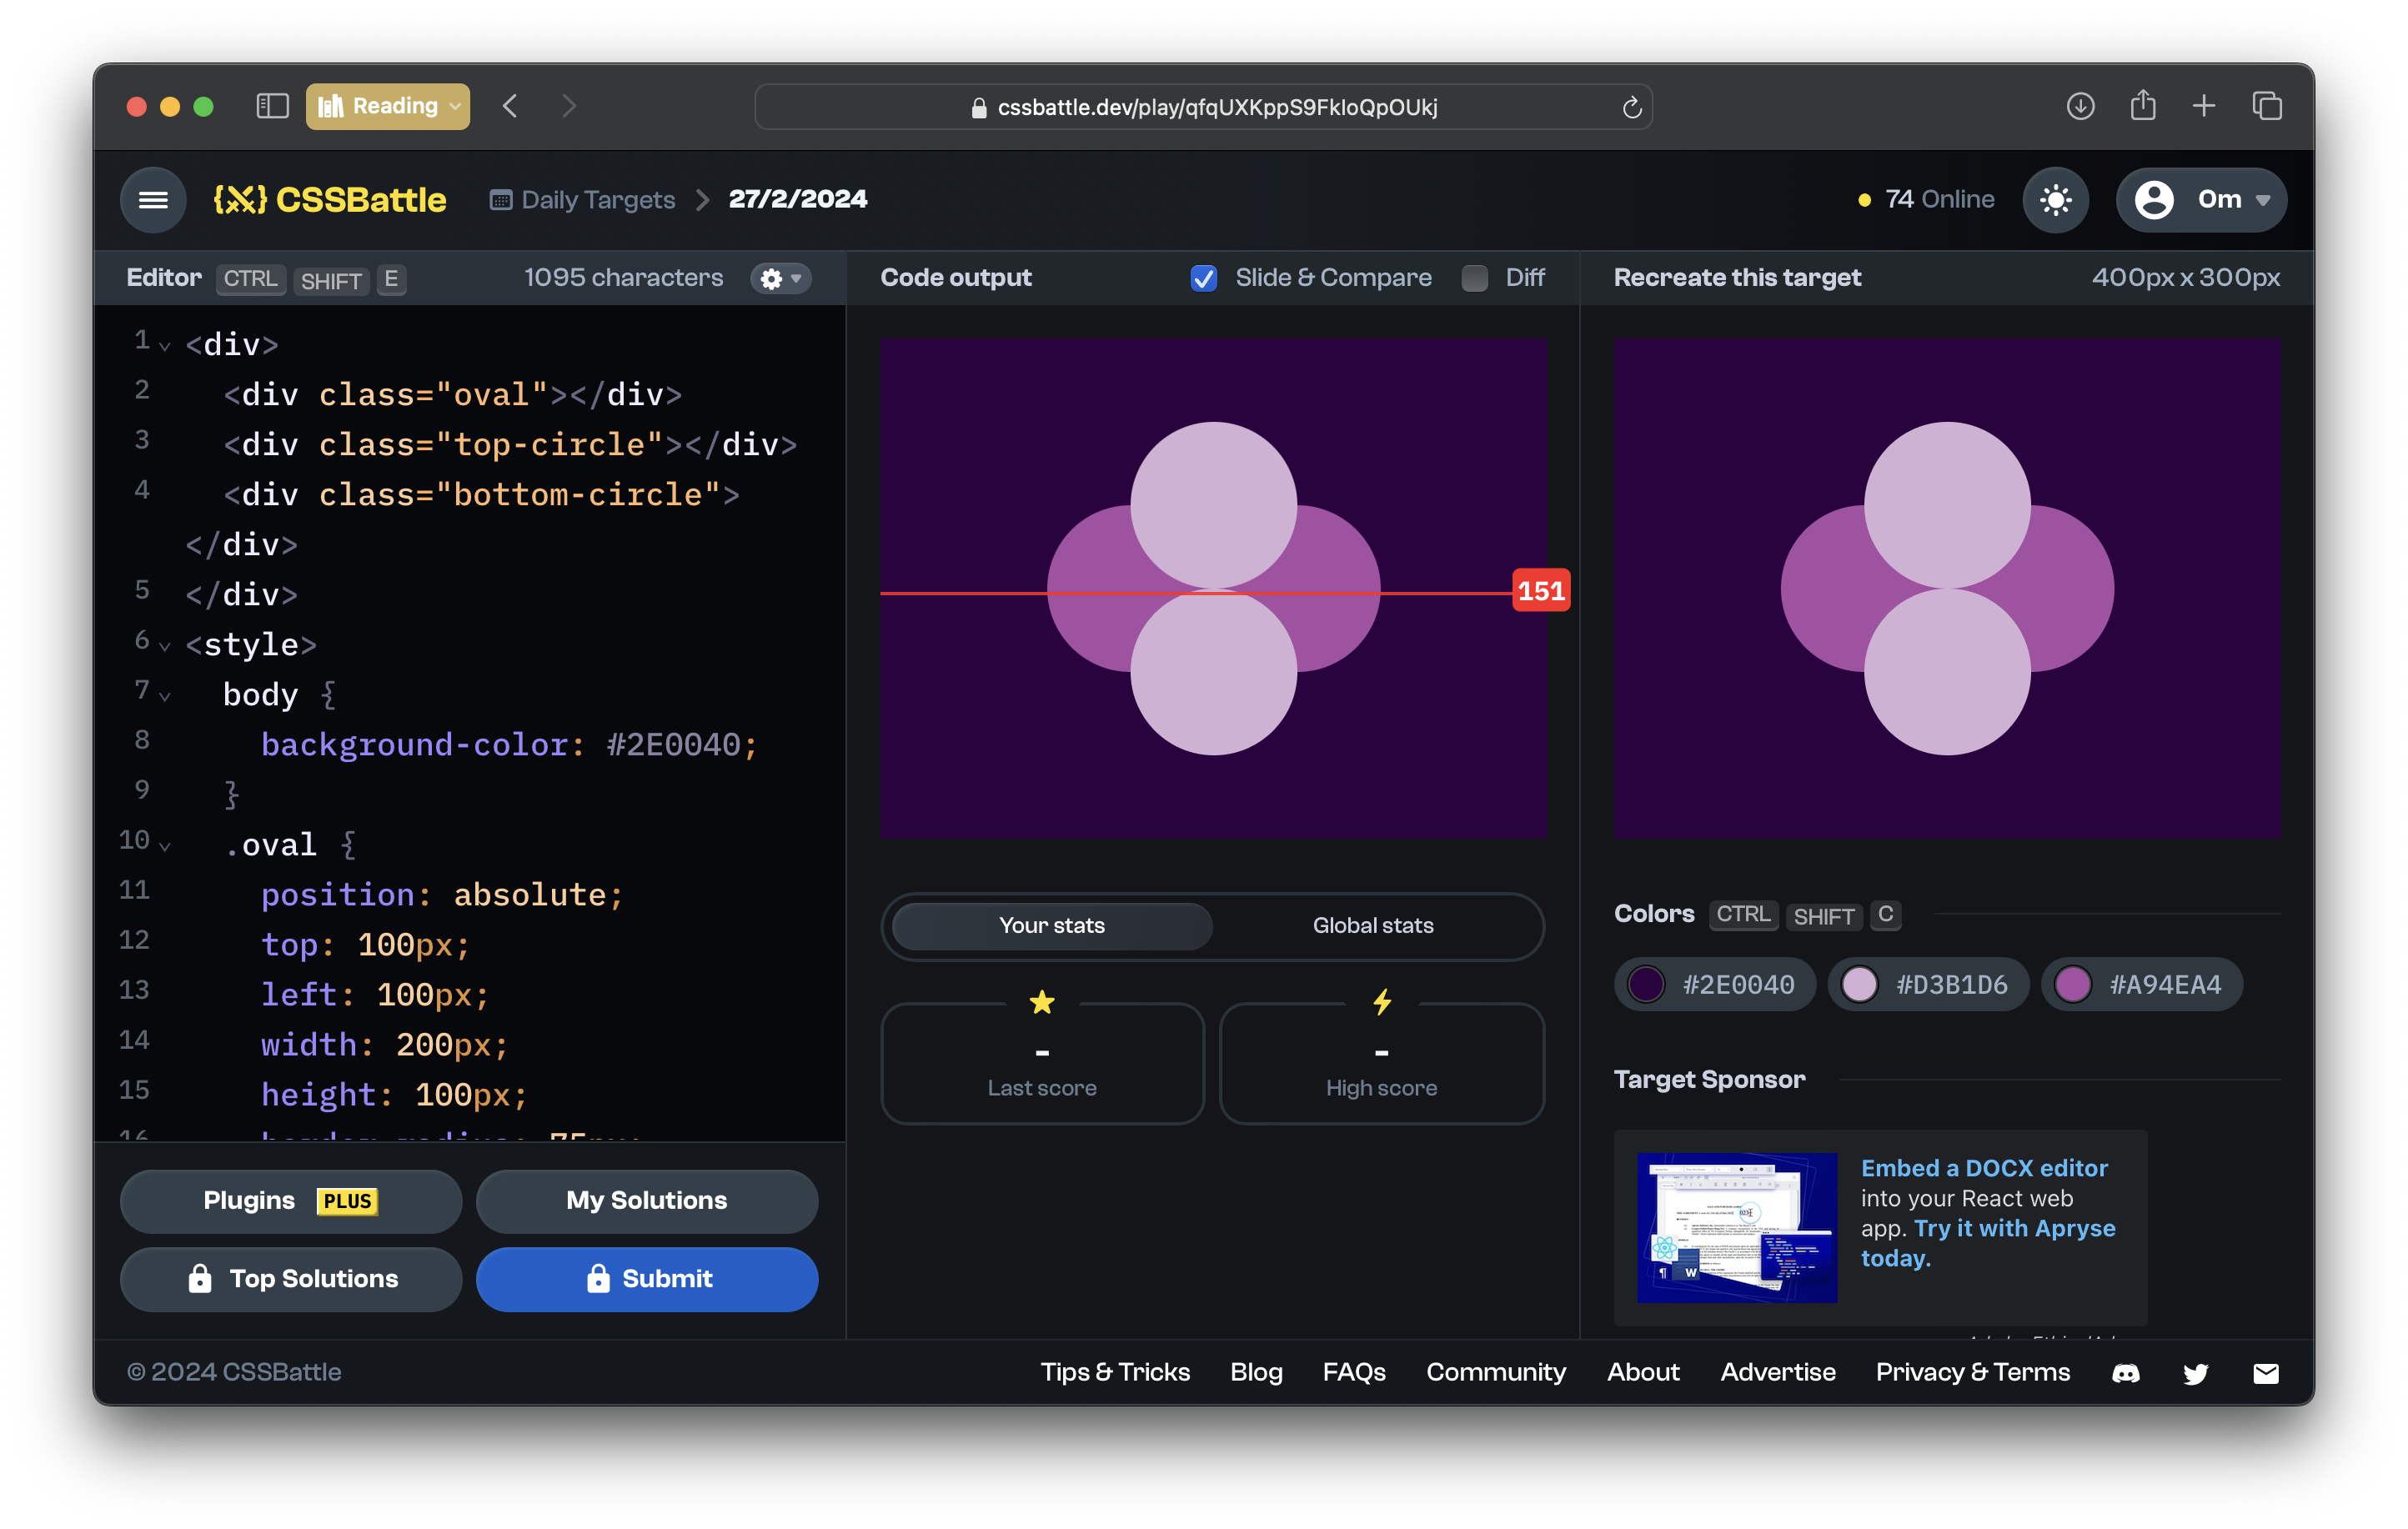 Reading
cssbattle.dev/play/qfqUXKppS9FkIoQpOUkj
CSSBattle
Daily Targets
27/2/2024
74 Online
0m
Editor CTRL SHIFT E
1095 characters
1 <div>
2 <div class="oval"></div>
3 <div class="top-circle"></div>
4 <div class="bottom-circle">
</div>
5 </div>
6 <style>
7 body {
8 background-color: #2E0040;
9 }
10 .oval {
11 position: absolute;
12 top: 100px;
13 left: 100px;
14 width: 200px;
15 height: 100px;
Plugins PLUS
My Solutions
Top Solutions
Submit
Code output
Slide & Compare
Diff
151
Your stats
Global stats
-
Last score
-
High score
Recreate this target
400px x 300px
Colors CTRL SHIFT C
#2E0040
#D3B1D6
#A94EA4
Target Sponsor
Embed a DOCX editor
into your React web
app. Try it with Apryse
today.
© 2024 CSSBattle
Tips & Tricks
Blog
FAQs
Community
About
Advertise
Privacy & Terms